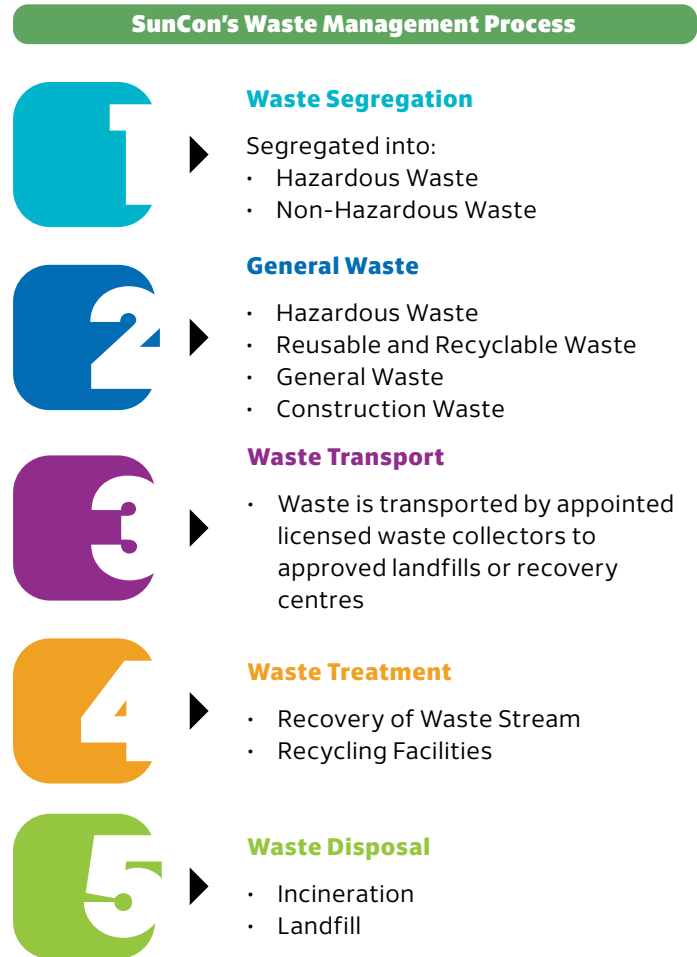 SunCon's Waste Management Process
1
Waste Segregation
Segregated into:
• Hazardous Waste
• Non-Hazardous Waste
2
General Waste
• Hazardous Waste
• Reusable and Recyclable Waste
• General Waste
• Construction Waste
3
Waste Transport
• Waste is transported by appointed
licensed waste collectors to
approved landfills or recovery
centres
4
Waste Treatment
• Recovery of Waste Stream
• Recycling Facilities
5
Waste Disposal
• Incineration
• Landfill